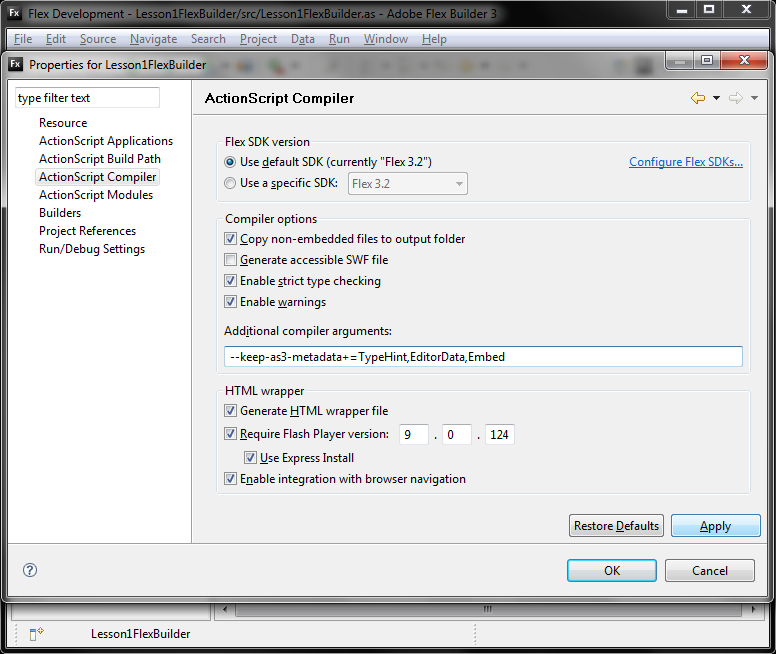 Fx Flex Development - Lesson1FlexBuilder/src/Lesson1FlexBuilder.as - Adobe Flex Builder 3
File Edit Source Navigate Search Project Data Run Window Help
Fx Properties for Lesson1FlexBuilder
type filter text
Resource
ActionScript Applications
ActionScript Build Path
ActionScript Compiler
ActionScript Modules
Builders
Project References
Run/Debug Settings
ActionScript Compiler
Flex SDK version
Use default SDK (currently "Flex 3.2")
Configure Flex SDKs...
Use a specific SDK: Flex 3.2
Compiler options
Copy non-embedded files to output folder
Generate accessible SWF file
Enable strict type checking
Enable warnings
Additional compiler arguments:
--keep-as3-metadata+=TypeHint,EditorData,Embed
HTML wrapper
Generate HTML wrapper file
Require Flash Player version: 9 . 0 . 124
Use Express Install
Enable integration with browser navigation
Restore Defaults Apply
? OK Cancel
Lesson1FlexBuilder